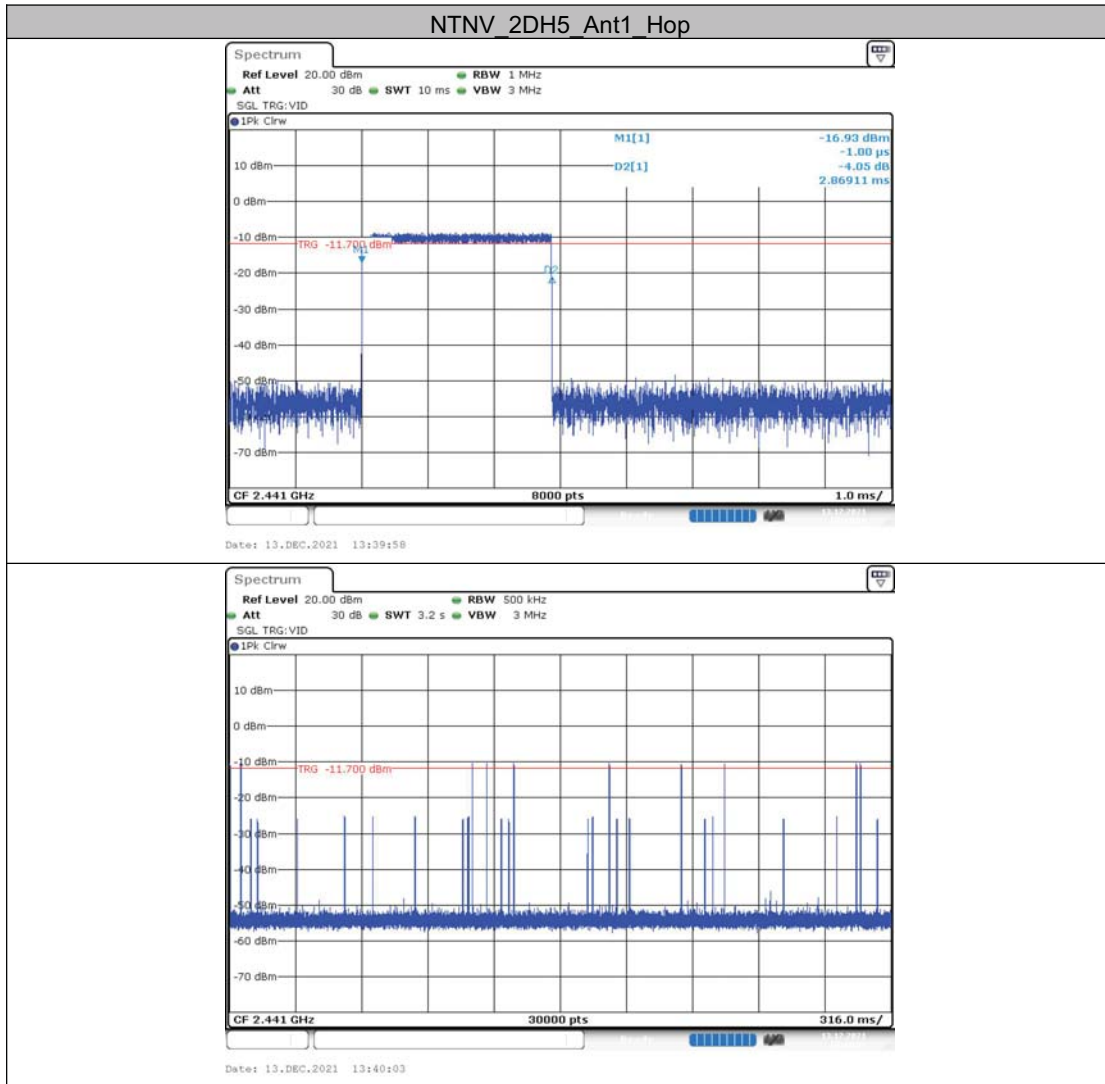 NTNV_2DH5_Ant1_Hop
Spectrum
Ref Level 20.00 dBm RBW 1 MHz
Att 30 dB SWT 10 ms VBW 3 MHz
SGL TRG:VID
1Pk Clrw
M1[1] -16.93 dBm
-1.00 µs
D2[1] -4.05 dB
2.86911 ms
10 dBm
0 dBm
-10 dBm
TRG -11.700 dBm
M1
D2
-20 dBm
-30 dBm
-40 dBm
-50 dBm
-70 dBm
CF 2.441 GHz 8000 pts 1.0 ms/
Date: 13.DEC.2021 13:39:58
Spectrum
Ref Level 20.00 dBm RBW 500 kHz
Att 30 dB SWT 3.2 s VBW 3 MHz
SGL TRG:VID
1Pk Clrw
10 dBm
0 dBm
-10 dBm
TRG -11.700 dBm
-20 dBm
-30 dBm
-40 dBm
-50 dBm
-60 dBm
-70 dBm
CF 2.441 GHz 30000 pts 316.0 ms/
Date: 13.DEC.2021 13:40:03